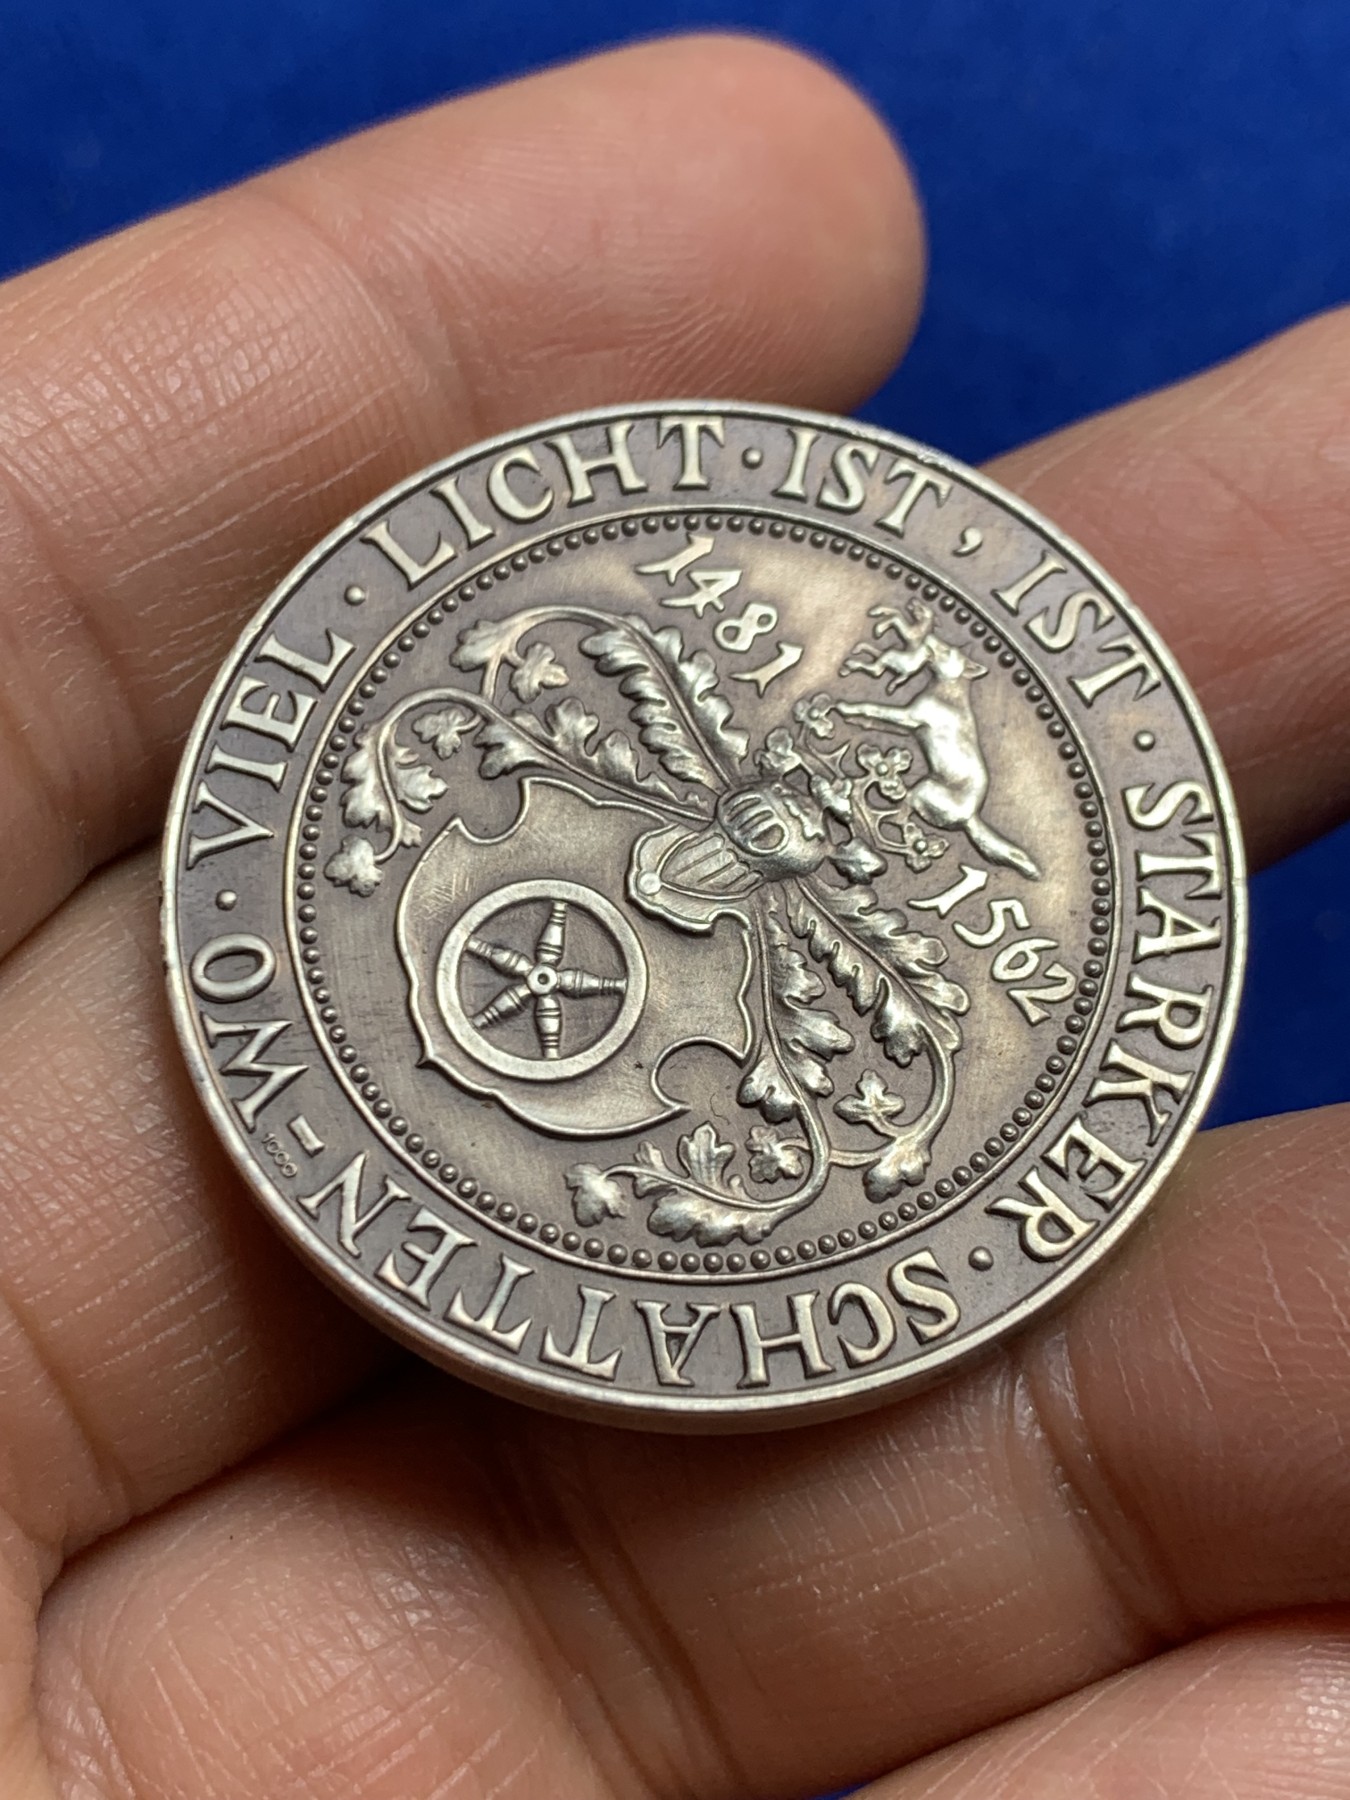 WO · VIEL · LICHT · IST, IST · STARKER · SCHATTEN –
1481
1562
1000